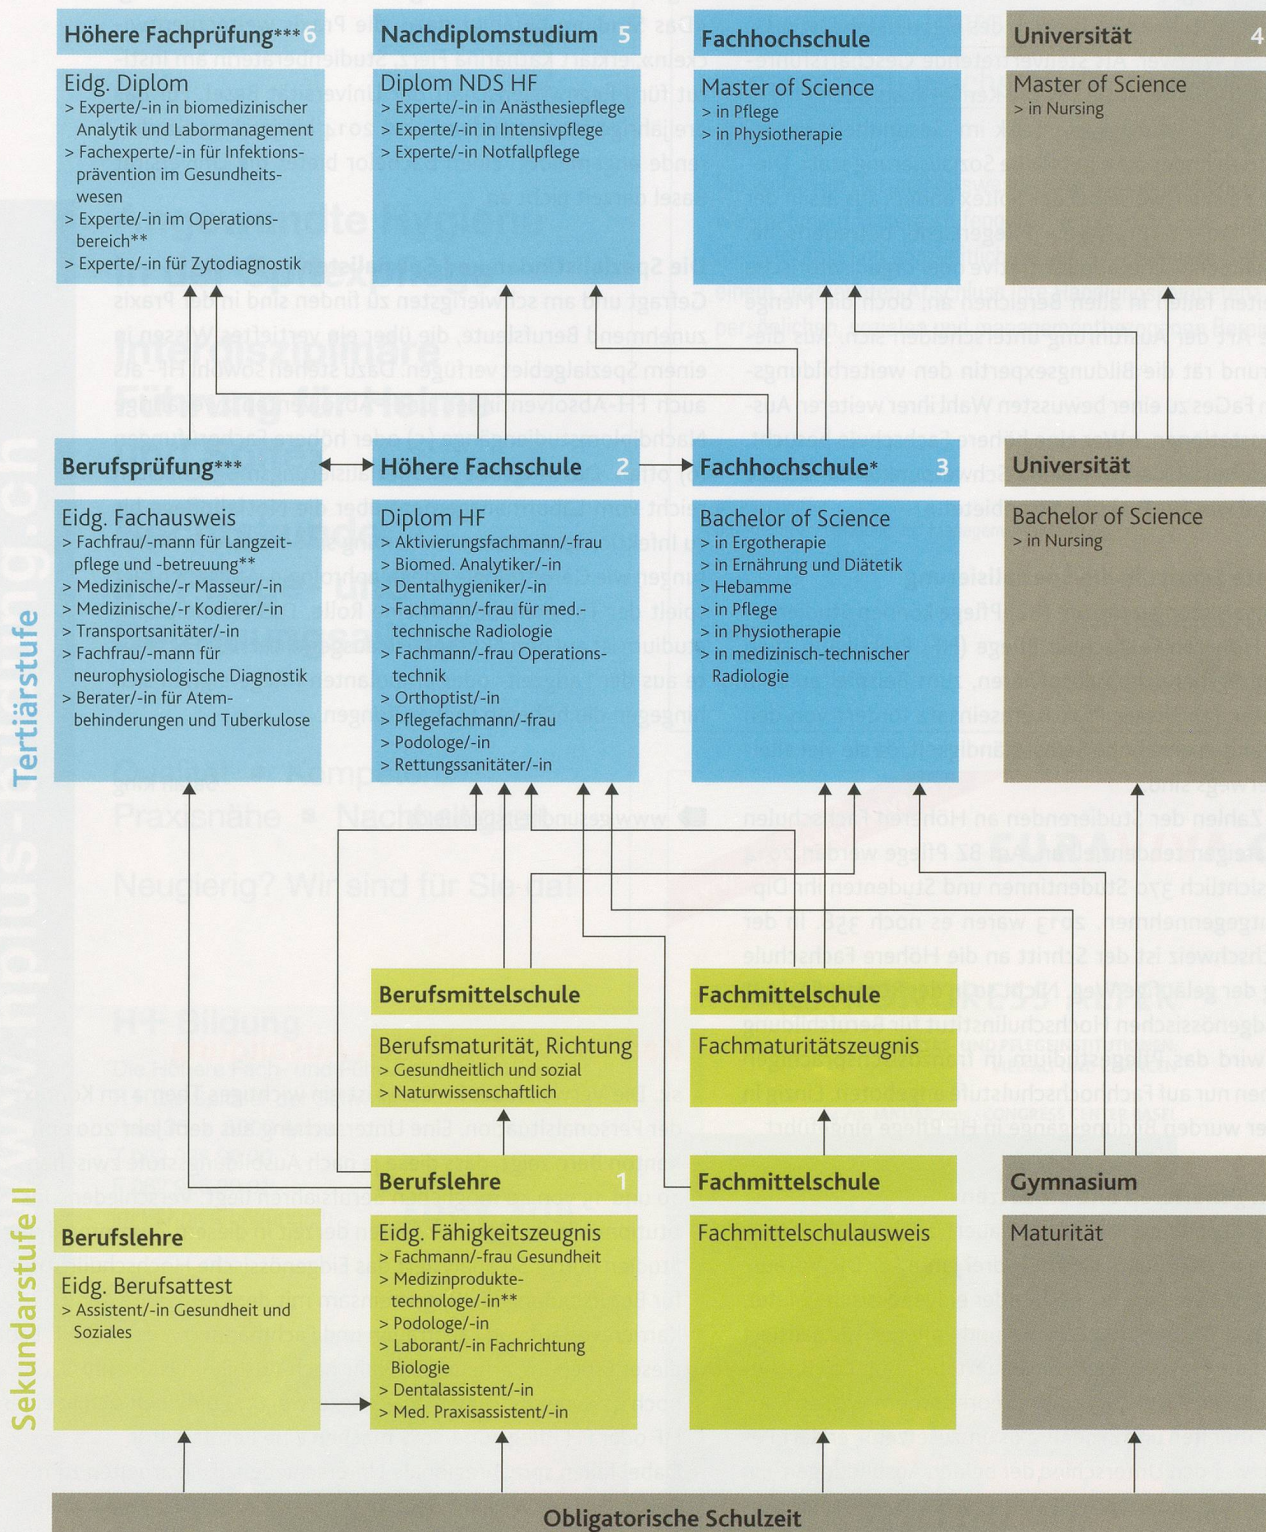 Höhere Fachprüfung*** 6
Eidg. Diplom
> Experte/-in in biomedizinischer
Analytik und Labormanagement
> Fachexperte/-in für Infektions-
prävention im Gesundheits-
wesen
> Experte/-in im Operations-
bereich**
> Experte/-in für Zytodiagnostik
Nachdiplomstudium 5
Diplom NDS HF
> Experte/-in in Anästhesiepflege
> Experte/-in in Intensivpflege
> Experte/-in Notfallpflege
Fachhochschule
Master of Science
> in Pflege
> in Physiotherapie
Universität 4
Master of Science
> in Nursing
Tertiärstufe
Berufsprüfung***
Eidg. Fachausweis
> Fachfrau/-mann für Langzeit-
pflege und -betreuung**
> Medizinische/-r Masseur/-in
> Medizinische/-r Kodierer/-in
> Transportsanitäter/-in
> Fachfrau/-mann für
neurophysiologische Diagnostik
> Berater/-in für Atem-
behinderungen und Tuberkulose
Höhere Fachschule 2
Diplom HF
> Aktivierungsfachmann/-frau
> Biomed. Analytiker/-in
> Dentalhygieniker/-in
> Fachmann/-frau für med.-
technische Radiologie
> Fachmann/-frau Operations-
technik
> Orthoptist/-in
> Pflegefachmann/-frau
> Podologe/-in
> Rettungssanitäter/-in
Fachhochschule* 3
Bachelor of Science
> in Ergotherapie
> in Ernährung und Diätetik
> Hebamme
> in Pflege
> in Physiotherapie
> in medizinisch-technischer
Radiologie
Universität
Bachelor of Science
> in Nursing
Sekundarstufe II
Berufsmittelschule
Berufsmaturität, Richtung
> Gesundheitlich und sozial
> Naturwissenschaftlich
Fachmittelschule
Fachmaturitätszeugnis
Berufslehre
Eidg. Berufsattest
> Assistent/-in Gesundheit und
Soziales
Berufslehre 1
Eidg. Fähigkeitszeugnis
> Fachmann/-frau Gesundheit
> Medizinprodukte-
technologe/-in**
> Podologe/-in
> Laborant/-in Fachrichtung
Biologie
> Dentalassistent/-in
> Med. Praxisassistent/-in
Fachmittelschule
Fachmittelschulausweis
Gymnasium
Maturität
Obligatorische Schulzeit